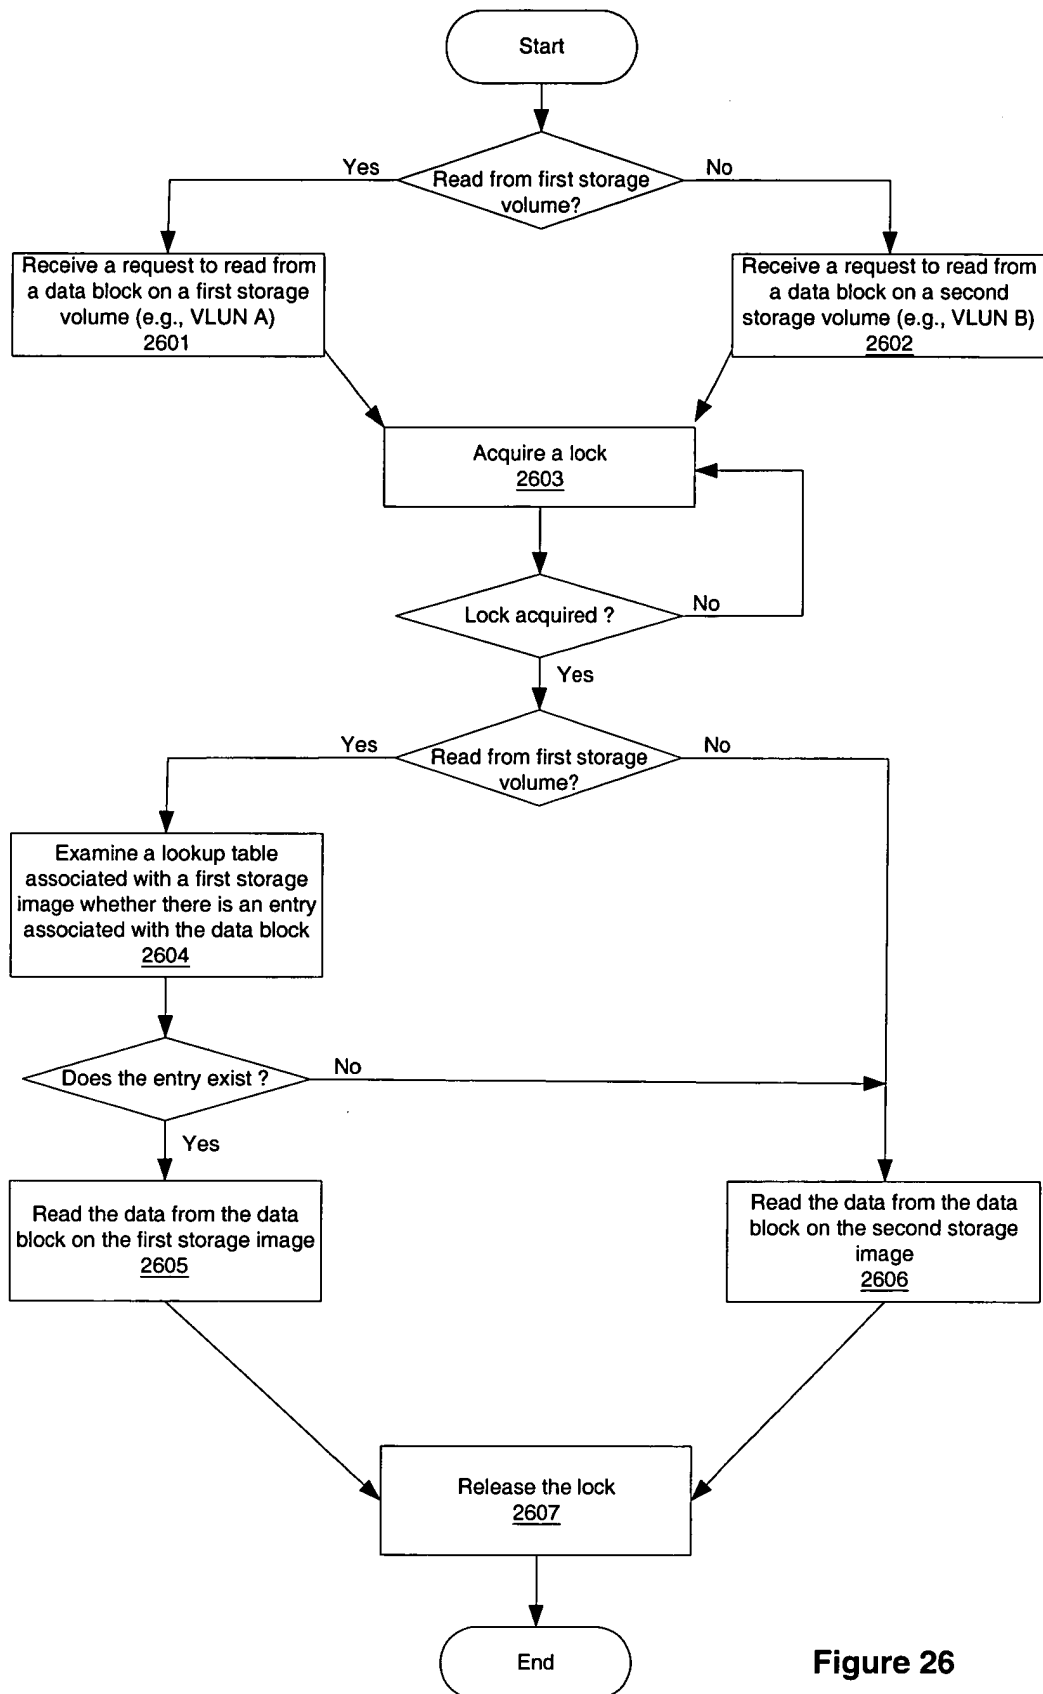 Start
Read from first storage
volume?
Yes
No
Receive a request to read from
a data block on a first storage
volume (e.g., VLUN A)
2601
Receive a request to read from
a data block on a second
storage volume (e.g., VLUN B)
2602
Acquire a lock
2603
Lock acquired ?
No
Yes
Read from first storage
volume?
Yes
No
Examine a lookup table
associated with a first storage
image whether there is an entry
associated with the data block
2604
Does the entry exist ?
No
Yes
Read the data from the data
block on the first storage image
2605
Read the data from the data
block on the second storage
image
2606
Release the lock
2607
End
Figure 26